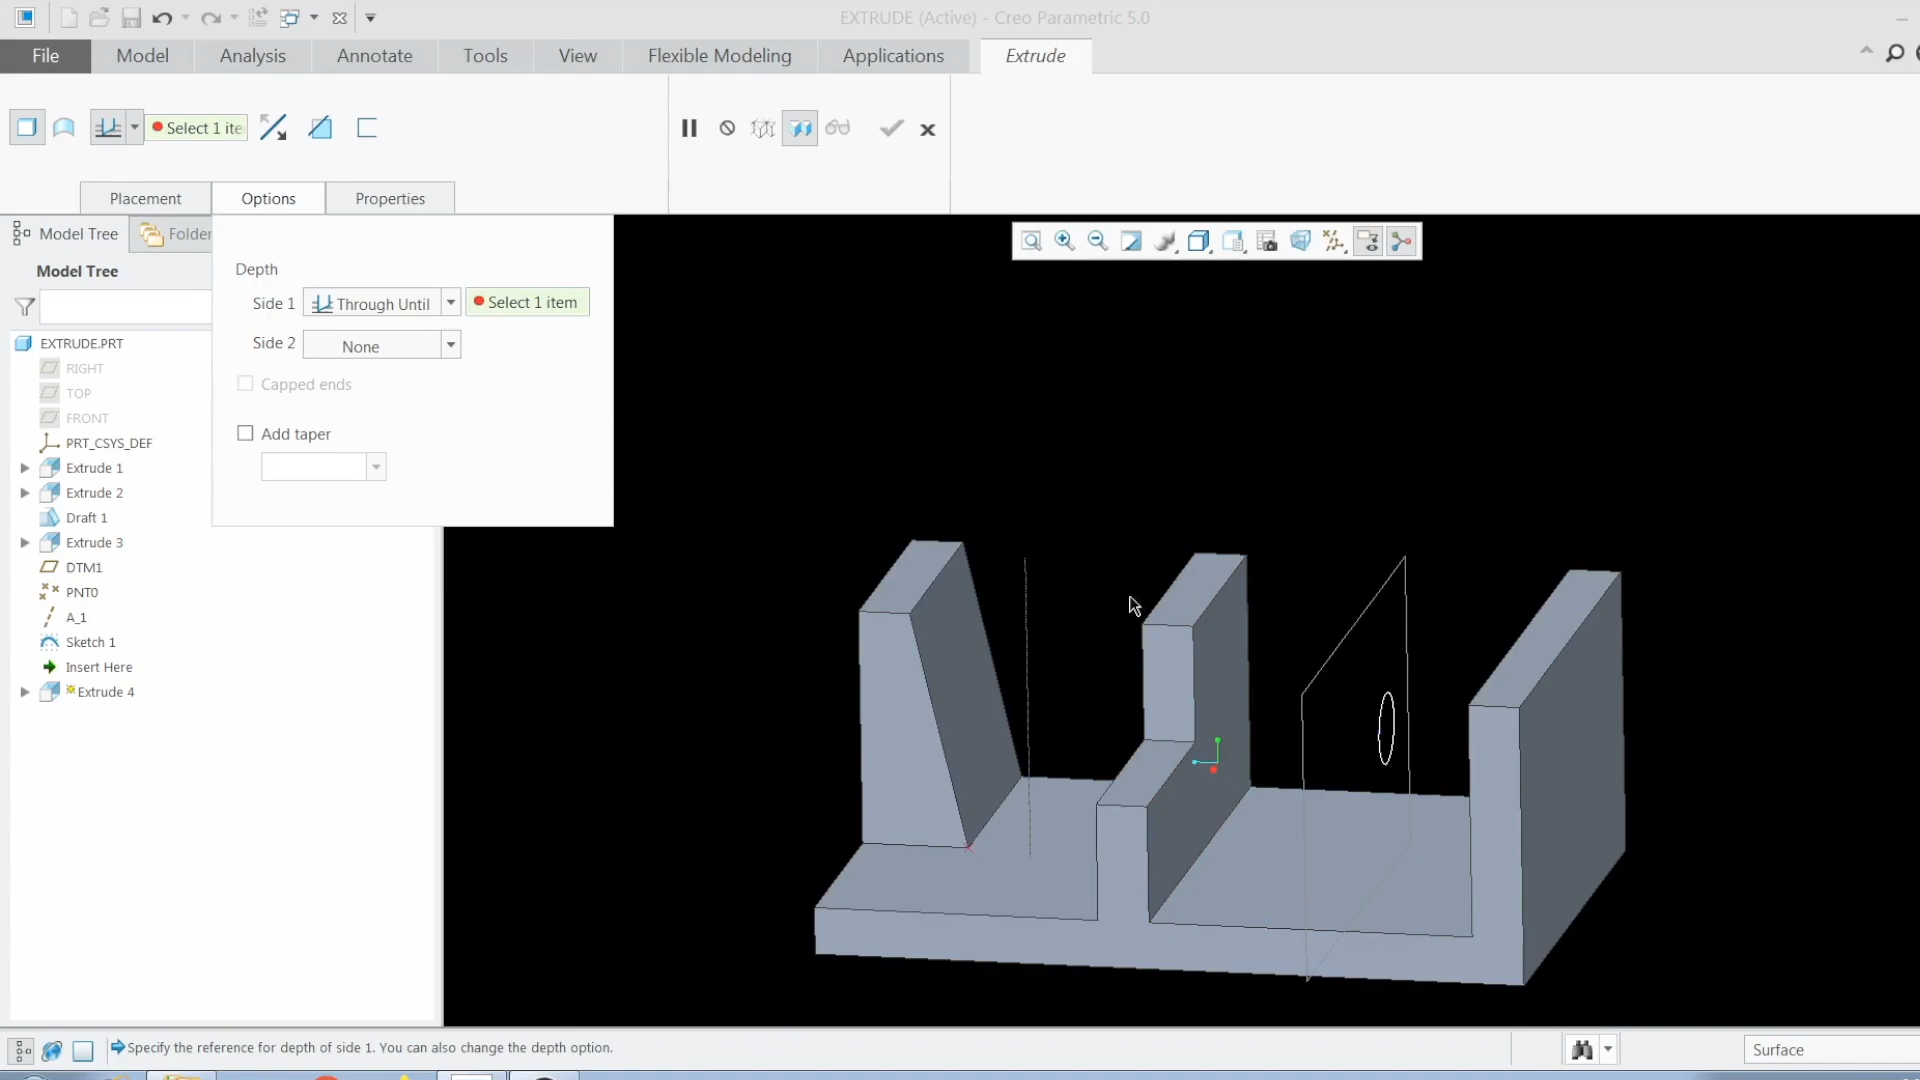 EXTRUDE (Active) - Creo Parametric 5.0
File Model Analysis Annotate Tools View Flexible Modeling Applications Extrude
Select 1 ite
Placement Options Properties
Model Tree Folder
Model Tree
Depth
Side 1 Through Until Select 1 item
Side 2 None
Capped ends
Add taper
EXTRUDE.PRT
RIGHT
TOP
FRONT
PRT_CSYS_DEF
Extrude 1
Extrude 2
Draft 1
Extrude 3
DTM1
PNT0
A_1
Sketch 1
Insert Here
Extrude 4
Specify the reference for depth of side 1. You can also change the depth option.
Surface